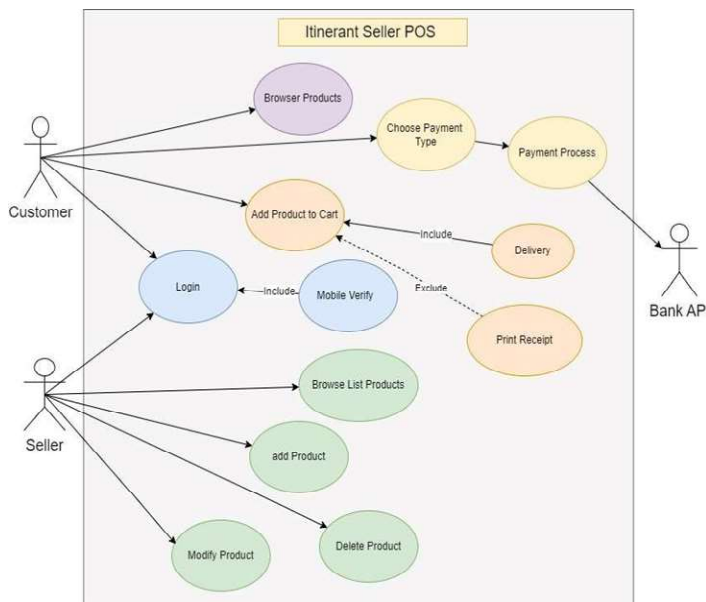 Itinerant Seller POS
Browser Products
Choose Payment
Type
Payment Process
Customer
Add Product to Cart
Include
Delivery
Login
Include
Mobile Verify
Exclude
Bank AP
Print Receipt
Browse List Products
Seller
add Product
Modify Product
Delete Product